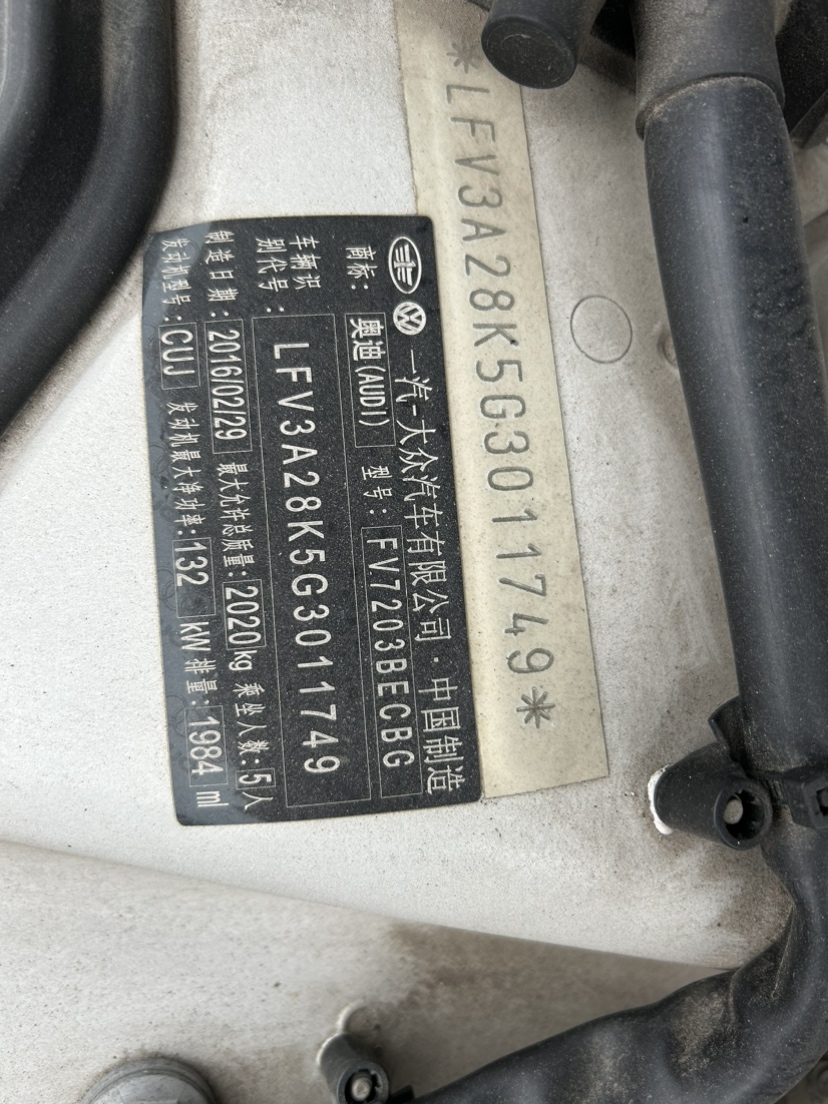 *LFV3A28K5G3011749*
一汽-大众汽车有限公司·中国制造
商标: 奥迪(AUDI) 型号: FV7203BECBG
车辆识
别代号: LFV3A28K5G3011749
制造日期: 2016/02/29 最大允许总质量: 2020kg 乘坐人数: 5人
发动机型号: CUJ 发动机最大净功率: 132 kW 排量: 1984 ml